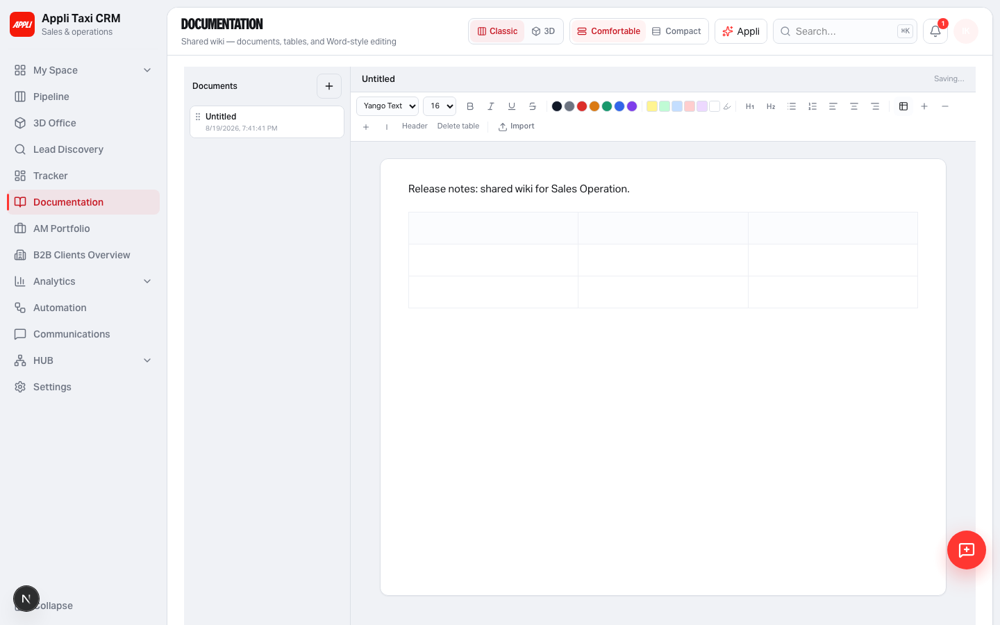 APPLI
Appli Taxi CRM
Sales & operations
My Space
Pipeline
3D Office
Lead Discovery
Tracker
Documentation
AM Portfolio
B2B Clients Overview
Analytics
Automation
Communications
HUB
Settings
N
Collapse
DOCUMENTATION
Shared wiki — documents, tables, and Word-style editing
Classic
3D
Comfortable
Compact
Appli
Search...
⌘K
1
Documents
Untitled
8/19/2026, 7:41:41 PM
Untitled
Saving...
Yango Text
16
B
I
U
S
H1
H2
Header
Delete table
Import
Release notes: shared wiki for Sales Operation.